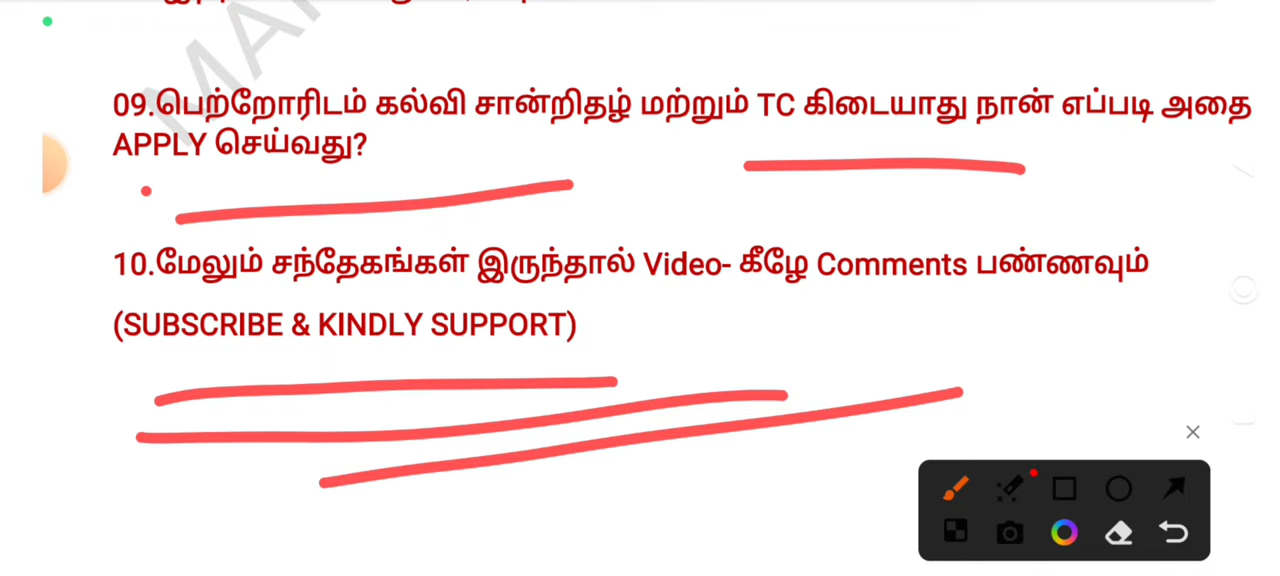 09.பெற்றோரிடம் கல்வி சான்றிதழ் மற்றும் TC கிடையாது நான் எப்படி அதை
APPLY செய்வது?
10.மேலும் சந்தேகங்கள் இருந்தால் Video- கீழே Comments பண்ணவும்
(SUBSCRIBE & KINDLY SUPPORT)